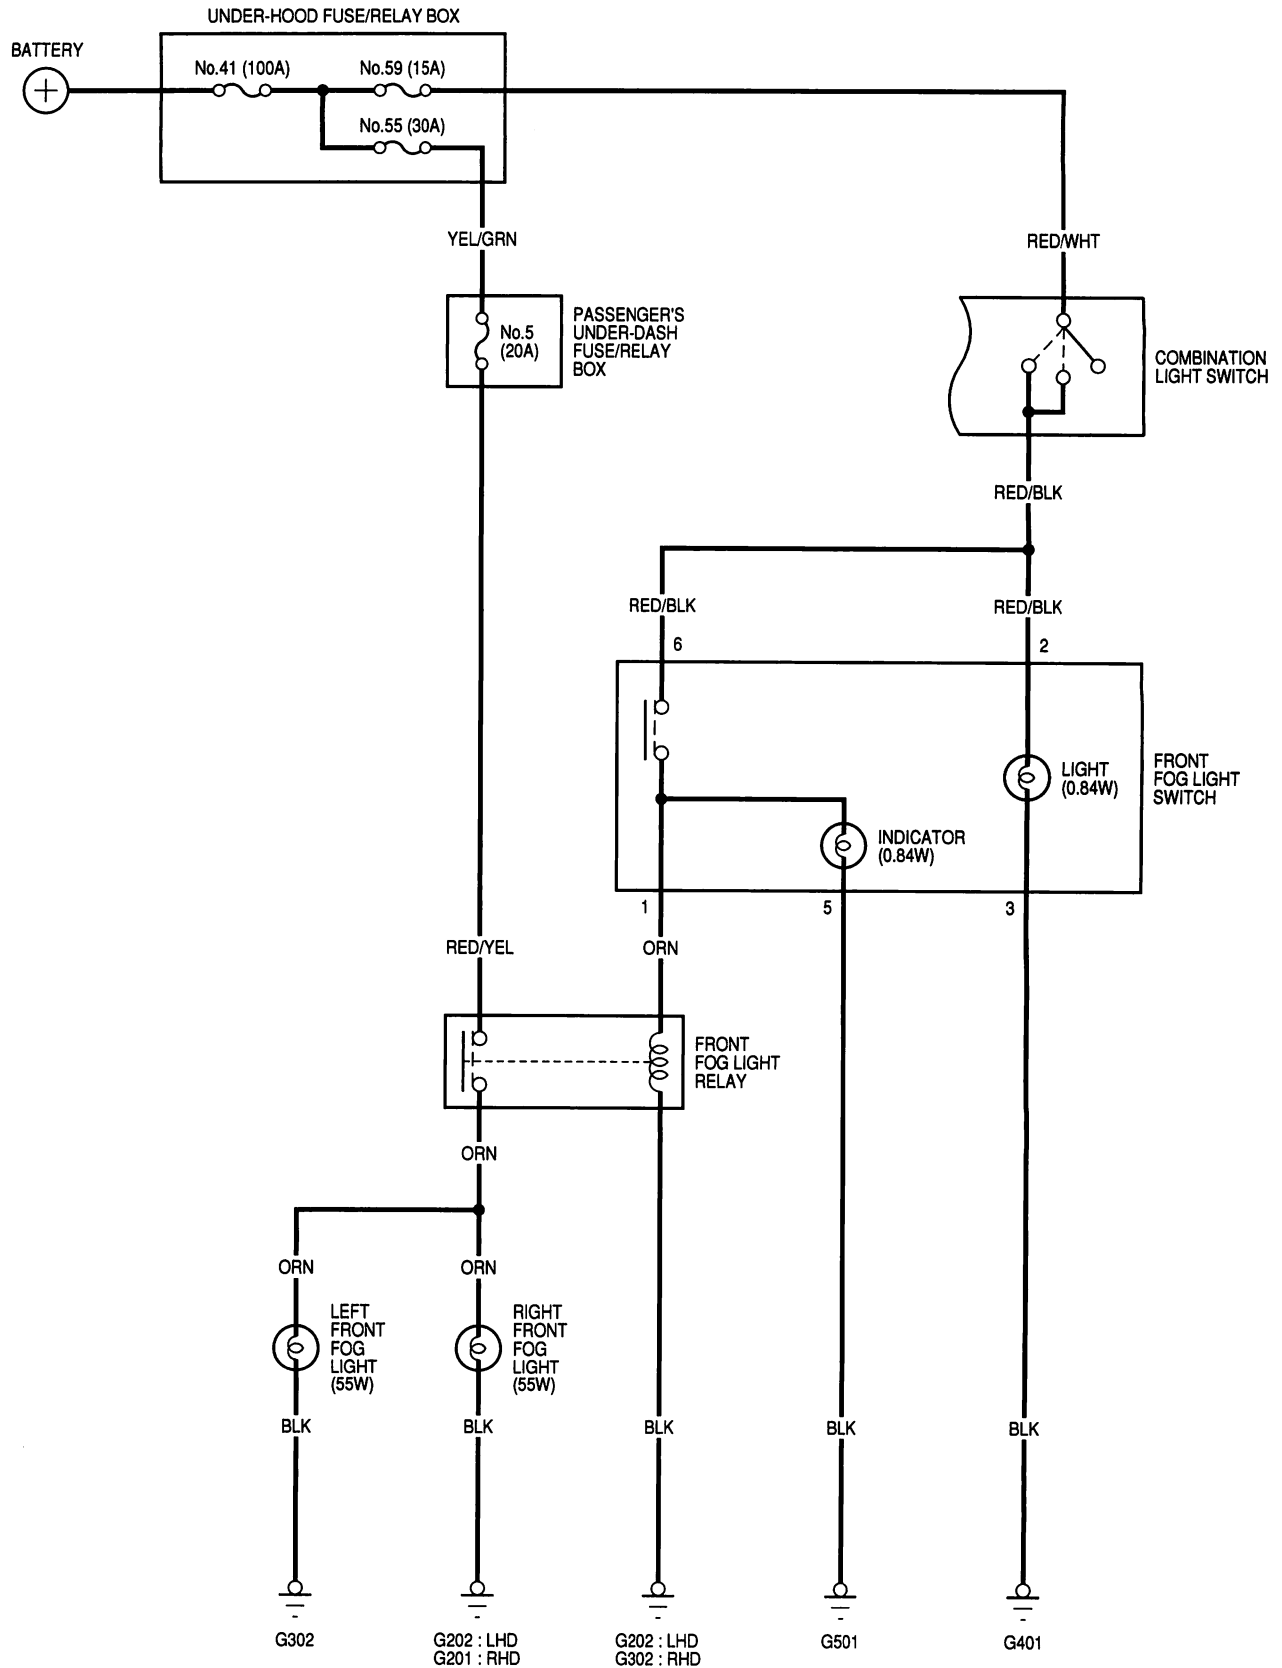 UNDER-HOOD FUSE/RELAY BOX
BATTERY
+
No.41 (100A)
No.59 (15A)
No.55 (30A)
YEL/GRN
RED/WHT
No.5
(20A)
PASSENGER'S
UNDER-DASH
FUSE/RELAY
BOX
COMBINATION
LIGHT SWITCH
RED/BLK
RED/BLK
RED/BLK
6
2
LIGHT
(0.84W)
FRONT
FOG LIGHT
SWITCH
INDICATOR
(0.84W)
1
5
3
RED/YEL
ORN
FRONT
FOG LIGHT
RELAY
ORN
ORN
ORN
LEFT
FRONT
FOG
LIGHT
(55W)
RIGHT
FRONT
FOG
LIGHT
(55W)
BLK
BLK
BLK
BLK
BLK
G302
G202 : LHD
G201 : RHD
G202 : LHD
G302 : RHD
G501
G401